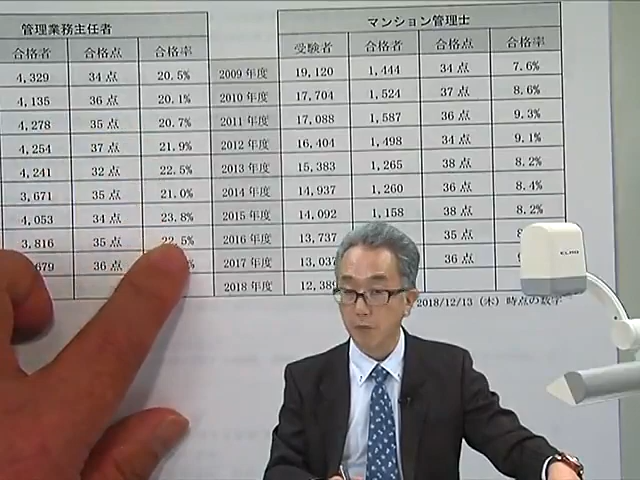 管理業務主任者 マンション管理士
合格者 合格点 合格率 受験者 合格者 合格点 合格率
4,329 34点 20.5% 2009年度 19,120 1,444 34点 7.6%
4,135 36点 20.1% 2010年度 17,704 1,524 37点 8.6%
4,278 35点 20.7% 2011年度 17,088 1,587 36点 9.3%
4,254 37点 21.9% 2012年度 16,404 1,498 34点 9.1%
4,241 32点 22.5% 2013年度 15,383 1,265 38点 8.2%
3,671 35点 21.0% 2014年度 14,937 1,260 36点 8.4%
4,053 34点 23.8% 2015年度 14,092 1,158 38点 8.2%
3,816 35点 22.5% 2016年度 13,737 35点
36点 2017年度 36点
2018年度
2018/12/13（木）時点の数字
ELMO